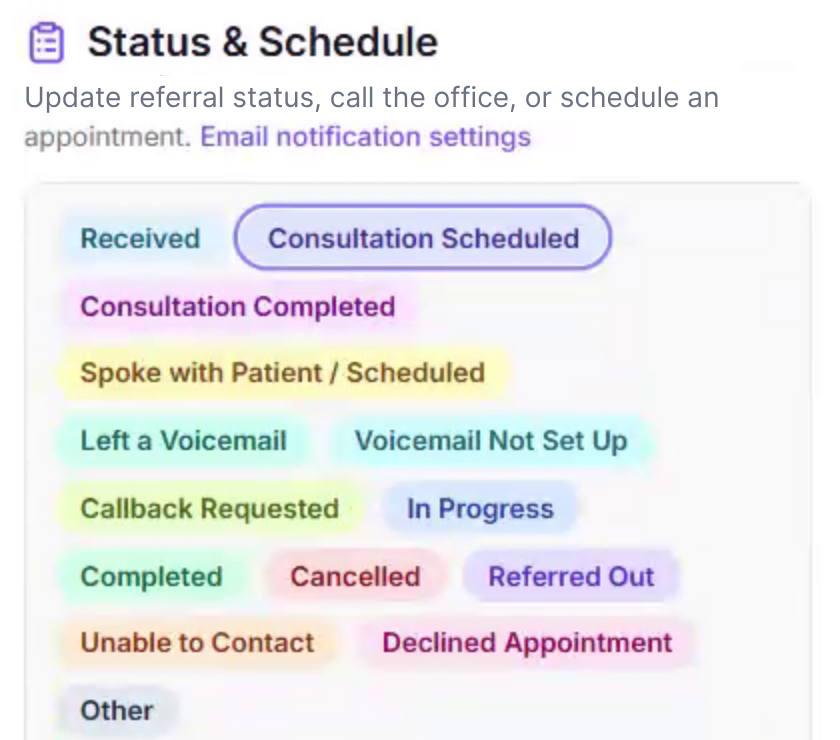 Status & Schedule
Update referral status, call the office, or schedule an
appointment. Email notification settings
Received Consultation Scheduled
Consultation Completed
Spoke with Patient / Scheduled
Left a Voicemail Voicemail Not Set Up
Callback Requested In Progress
Completed Cancelled Referred Out
Unable to Contact Declined Appointment
Other